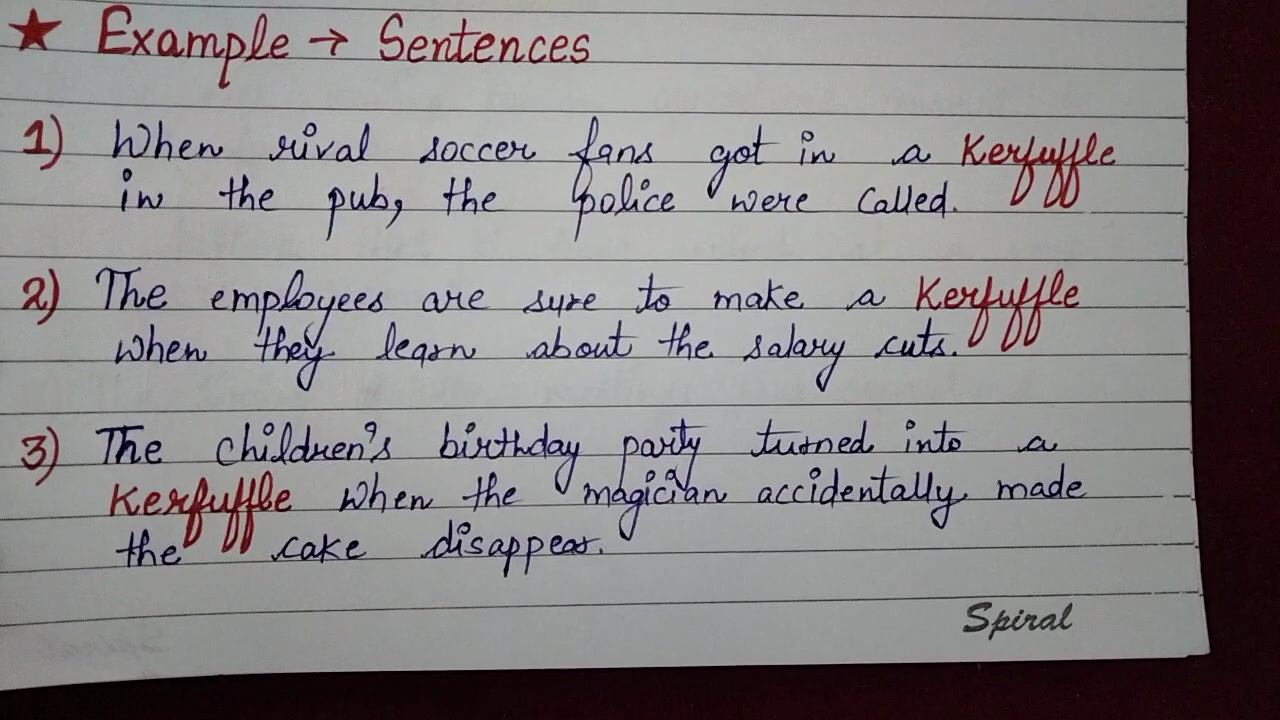 ★ Example → Sentences
1) When rival soccer fans got in a Kerfuffle
in the pub, the police were called.
2) The employees are sure to make a Kerfuffle
when they learn about the salary cuts.
3) The children's birthday party turned into a
Kerfuffle when the magician accidentally made
the cake disappear.
Spiral